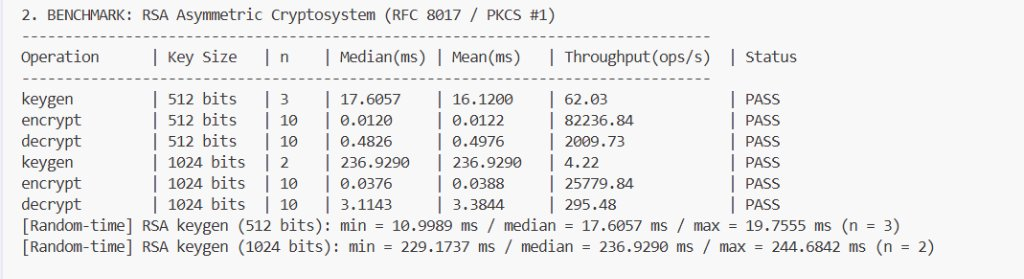 2. BENCHMARK: RSA Asymmetric Cryptosystem (RFC 8017 / PKCS #1)
--------------------------------------------------------------------------------
Operation | Key Size | n | Median(ms) | Mean(ms) | Throughput(ops/s) | Status
--------------------------------------------------------------------------------
keygen | 512 bits | 3 | 17.6057 | 16.1200 | 62.03 | PASS
encrypt | 512 bits | 10 | 0.0120 | 0.0122 | 82236.84 | PASS
decrypt | 512 bits | 10 | 0.4826 | 0.4976 | 2009.73 | PASS
keygen | 1024 bits | 2 | 236.9290 | 236.9290 | 4.22 | PASS
encrypt | 1024 bits | 10 | 0.0376 | 0.0388 | 25779.84 | PASS
decrypt | 1024 bits | 10 | 3.1143 | 3.3844 | 295.48 | PASS
[Random-time] RSA keygen (512 bits): min = 10.9989 ms / median = 17.6057 ms / max = 19.7555 ms (n = 3)
[Random-time] RSA keygen (1024 bits): min = 229.1737 ms / median = 236.9290 ms / max = 244.6842 ms (n = 2)